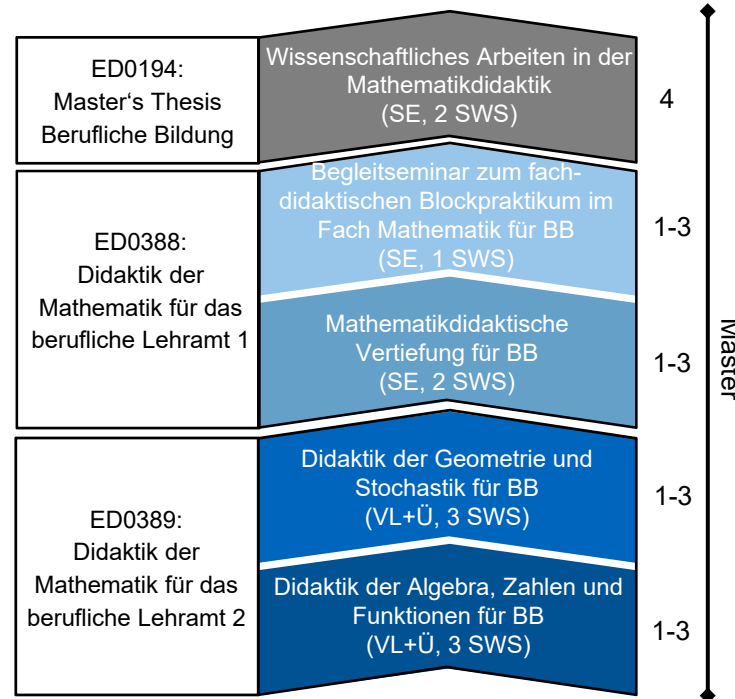 ED0194:
Master‘s Thesis
Berufliche Bildung
Wissenschaftliches Arbeiten in der
Mathematikdidaktik
(SE, 2 SWS)
4
ED0388:
Didaktik der
Mathematik für das
berufliche Lehramt 1
Begleitseminar zum fach-
didaktischen Blockpraktikum im
Fach Mathematik für BB
(SE, 1 SWS)
1-3
Mathematikdidaktische
Vertiefung für BB
(SE, 2 SWS)
1-3
ED0389:
Didaktik der
Mathematik für das
berufliche Lehramt 2
Didaktik der Geometrie und
Stochastik für BB
(VL+Ü, 3 SWS)
1-3
Didaktik der Algebra, Zahlen und
Funktionen für BB
(VL+Ü, 3 SWS)
1-3
Master